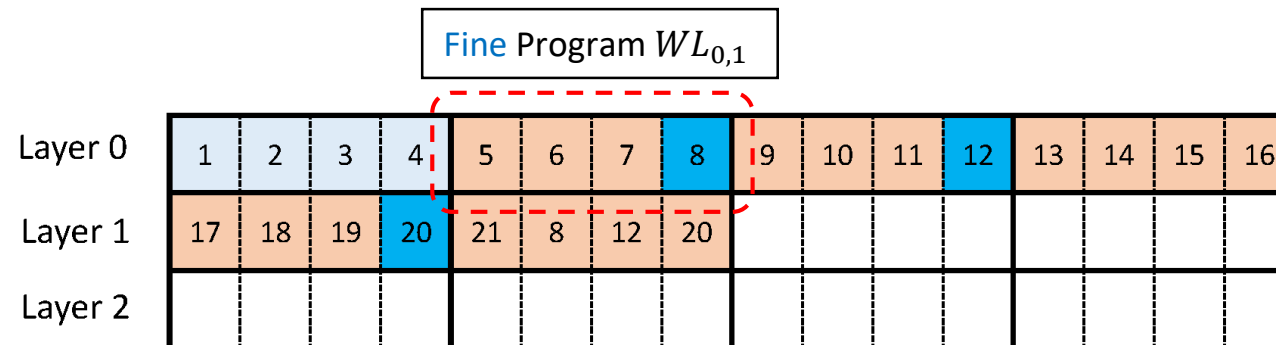 Fine Program WL0,1
Layer 0 1 2 3 4 5 6 7 8 9 10 11 12 13 14 15 16
Layer 1 17 18 19 20 21 8 12 20
Layer 2